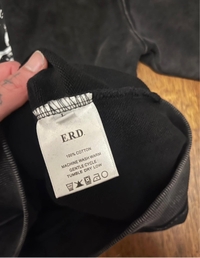 E.R.D.
100% COTTON
MACHINE WASH WARM
GENTLE CYCLE
TUMBLE DRY LOW